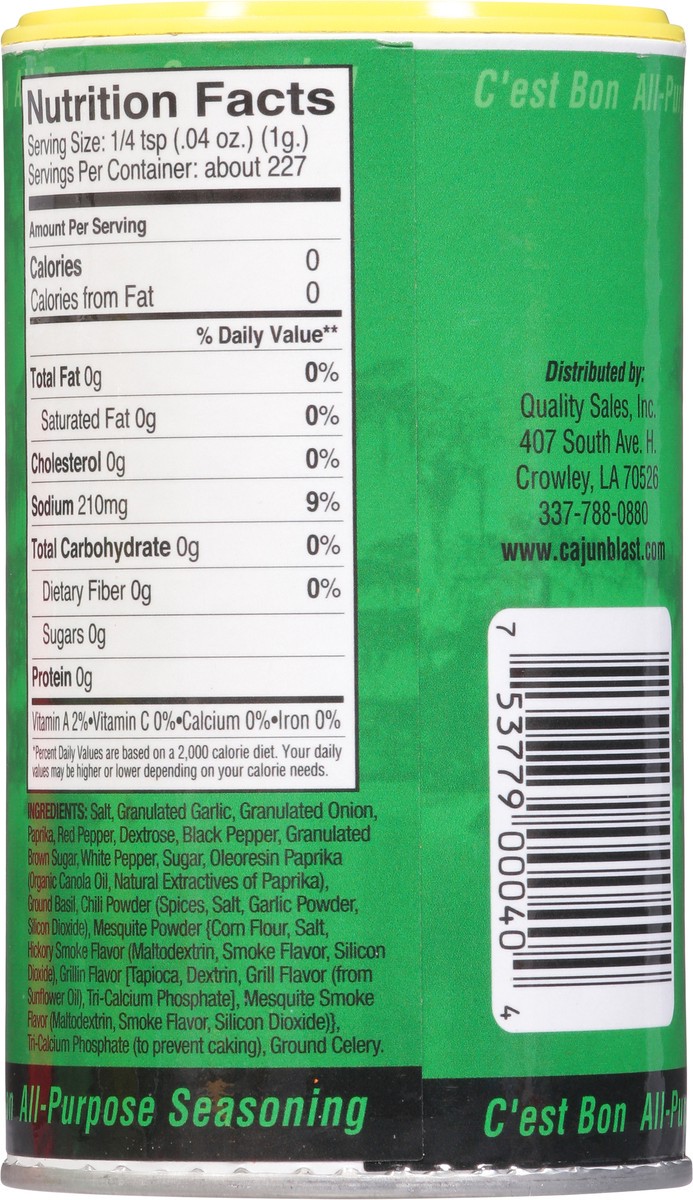 Nutrition Facts
Serving Size: 1/4 tsp (.04 oz.) (1g.)
Servings Per Container: about 227
Amount Per Serving
Calories 0
Calories from Fat 0
% Daily Value**
Total Fat 0g 0%
Saturated Fat 0g 0%
Cholesterol 0g 0%
Sodium 210mg 9%
Total Carbohydrate 0g 0%
Dietary Fiber 0g 0%
Sugars 0g
Protein 0g
Vitamin A 2%•Vitamin C 0%•Calcium 0%•Iron 0%
*Percent Daily Values are based on a 2,000 calorie diet. Your daily
values may be higher or lower depending on your calorie needs.
INGREDIENTS: Salt, Granulated Garlic, Granulated Onion,
Paprika, Red Pepper, Dextrose, Black Pepper, Granulated
Brown Sugar, White Pepper, Sugar, Oleoresin Paprika
(Organic Canola Oil, Natural Extractives of Paprika),
Ground Basil, Chili Powder (Spices, Salt, Garlic Powder,
Silicon Dioxide), Mesquite Powder {Corn Flour, Salt,
Hickory Smoke Flavor (Maltodextrin, Smoke Flavor, Silicon
Dioxide), Grillin Flavor [Tapioca, Dextrin, Grill Flavor (from
Sunflower Oil), Tri-Calcium Phosphate], Mesquite Smoke
Flavor (Maltodextrin, Smoke Flavor, Silicon Dioxide)},
Tri-Calcium Phosphate (to prevent caking), Ground Celery.
All-Purpose Seasoning
C'est Bon All-Pu
Distributed by:
Quality Sales, Inc.
407 South Ave. H.
Crowley, LA 70526
337-788-0880
www.cajunblast.com
7 53779 00040 4
C'est Bon All-Pu